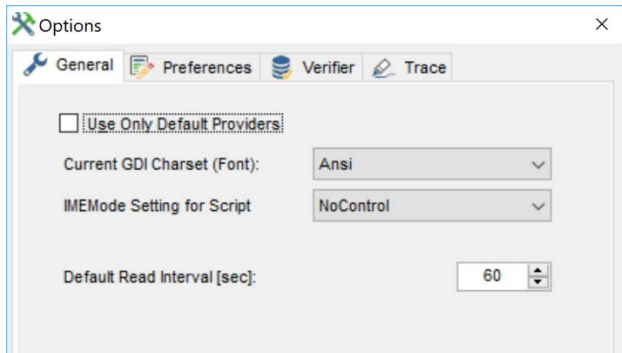 Options
General Preferences Verifier Trace
Use Only Default Providers
Current GDI Charset (Font): Ansi
IMEMode Setting for Script NoControl
Default Read Interval [sec]: 60